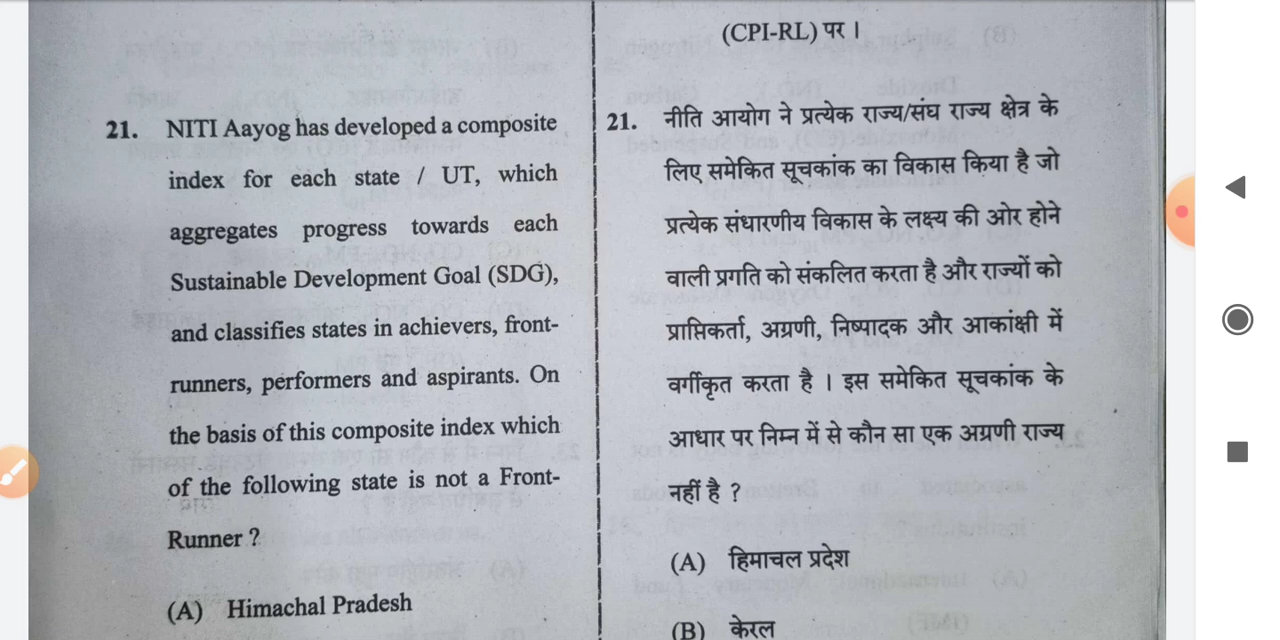 21. NITI Aayog has developed a composite
index for each state / UT, which
aggregates progress towards each
Sustainable Development Goal (SDG),
and classifies states in achievers, front-
runners, performers and aspirants. On
the basis of this composite index which
of the following state is not a Front-
Runner ?
(A) Himachal Pradesh
(CPI-RL) पर ।
21. नीति आयोग ने प्रत्येक राज्य/संघ राज्य क्षेत्र के
लिए समेकित सूचकांक का विकास किया है जो
प्रत्येक संधारणीय विकास के लक्ष्य की ओर होने
वाली प्रगति को संकलित करता है और राज्यों को
प्राप्तिकर्ता, अग्रणी, निष्पादक और आकांक्षी में
वर्गीकृत करता है । इस समेकित सूचकांक के
आधार पर निम्न में से कौन सा एक अग्रणी राज्य
नहीं है ?
(A) हिमाचल प्रदेश
(B) केरल